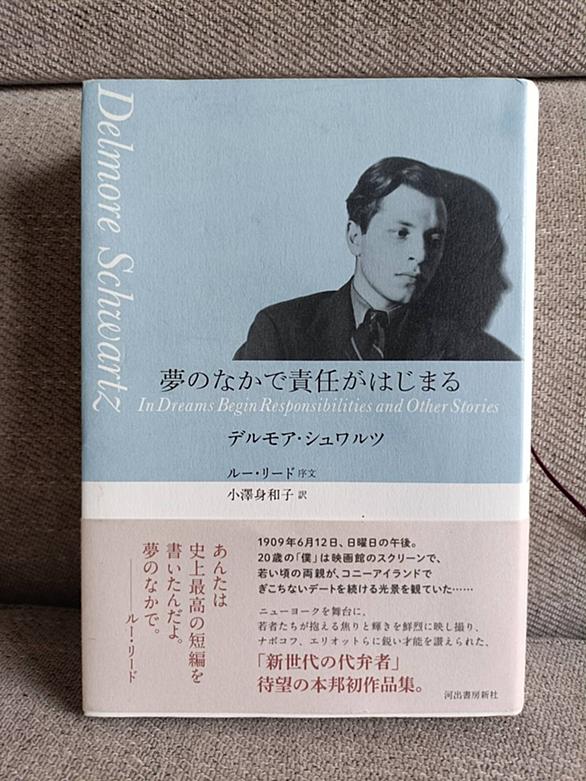 Delmore Schwartz
夢のなかで責任がはじまる
In Dreams Begin Responsibilities and Other Stories
デルモア・シュワルツ
ルー・リード 序文
小澤身和子 訳
あんたは
史上最高の短編を
書いたんだよ。
夢のなかで。
――ルー・リード
1909年6月12日、日曜日の午後。
20歳の「僕」は映画館のスクリーンで、
若い頃の両親が、コニーアイランドで
ぎこちないデートを続ける光景を観ていた……
ニューヨークを舞台に、
若者たちが抱える焦りと輝きを鮮烈に映し撮り、
ナボコフ、エリオットらに鋭い才能を讃えられた、
「新世代の代弁者」
待望の本邦初作品集。
河出書房新社